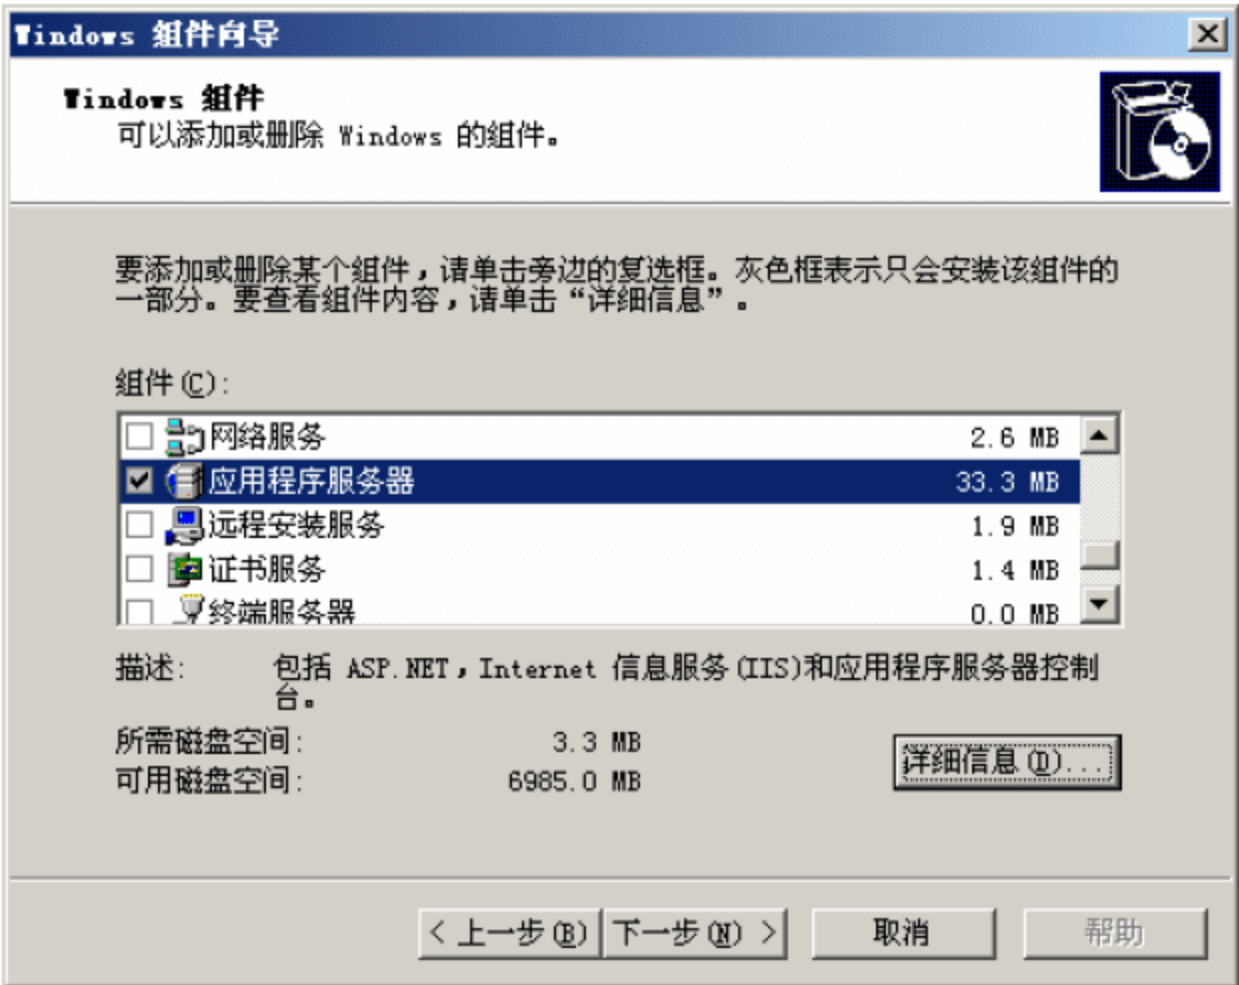 Windows 组件向导
Windows 组件
可以添加或删除 Windows 的组件。
要添加或删除某个组件，请单击旁边的复选框。灰色框表示只会安装该组件的
一部分。要查看组件内容，请单击“详细信息”。
组件(C):
网络服务 2.6 MB
应用程序服务器 33.3 MB
远程安装服务 1.9 MB
证书服务 1.4 MB
终端服务器 0.0 MB
描述: 包括 ASP.NET，Internet 信息服务(IIS)和应用程序服务器控制
台。
所需磁盘空间: 3.3 MB
可用磁盘空间: 6985.0 MB
详细信息(D)...
< 上一步(B) 下一步(N) > 取消 帮助